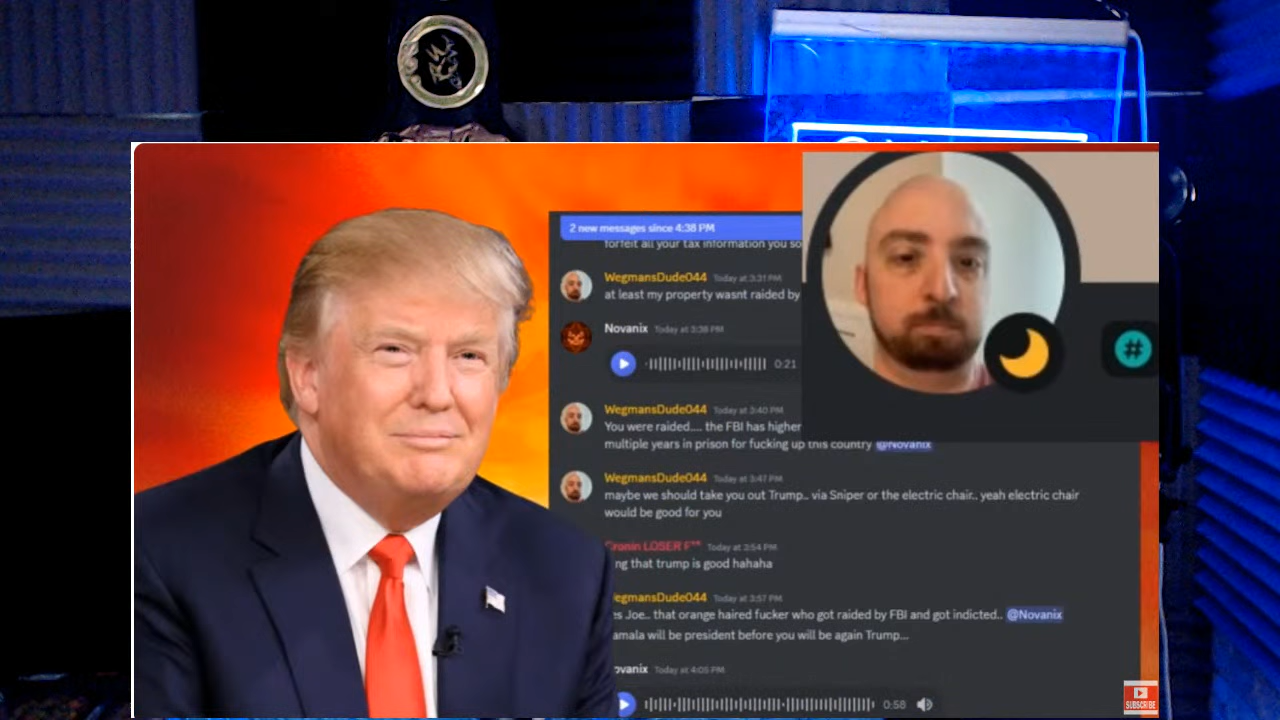 2 new messages since 4:38 PM
forfeit all your tax information you so
WegmansDude044 Today at 3:31 PM
at least my property wasnt raided by
Novanix Today at 3:38 PM
0:21
WegmansDude044 Today at 3:40 PM
You were raided.... the FBI has higher
multiple years in prison for fucking up this country @Novanix
WegmansDude044 Today at 3:47 PM
maybe we should take you out Trump.. via Sniper or the electric chair.. yeah electric chair
would be good for you
Cronin LOSER F** Today at 3:54 PM
ng that trump is good hahaha
WegmansDude044 Today at 3:57 PM
es Joe.. that orange haired fucker who got raided by FBI and got indicted.. @Novanix
amala will be president before you will be again Trump...
ovanix Today at 4:05 PM
0:58
#
SUBSCRIBE